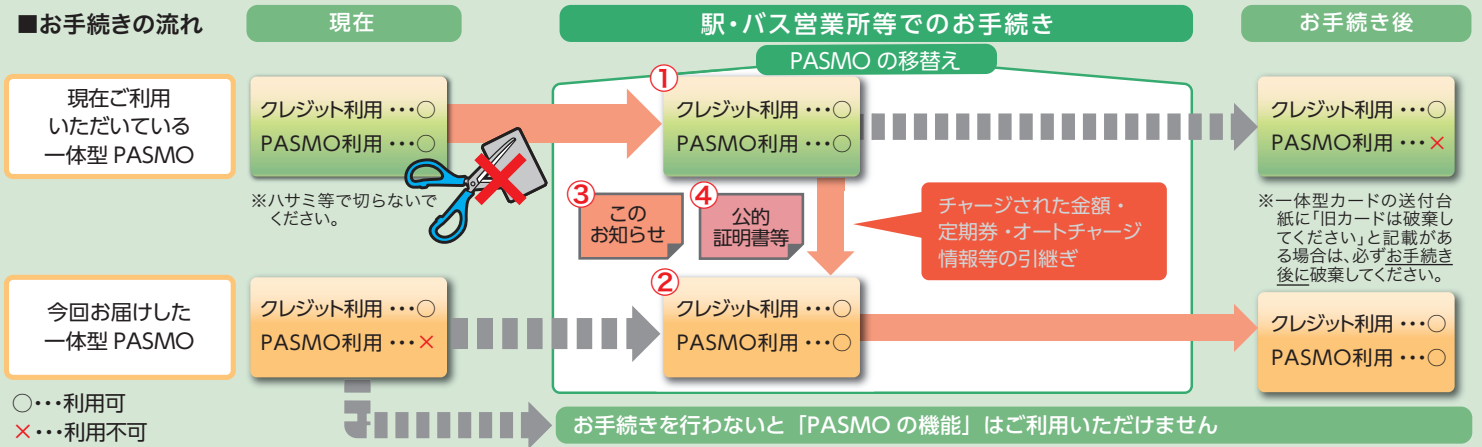 ■お手続きの流れ
現在
駅・バス営業所等でのお手続き
お手続き後
PASMO の移替え
現在ご利用
いただいている
一体型 PASMO
クレジット利用 ･･･○
PASMO利用 ･･･○
※ハサミ等で切らないで
ください。
①
クレジット利用 ･･･○
PASMO利用 ･･･○
クレジット利用 ･･･○
PASMO利用 ･･･×
※一体型カードの送付台
紙に「旧カードは破棄し
てください」と記載があ
る場合は、必ずお手続き
後に破棄してください。
③
この
お知らせ
④
公的
証明書等
チャージされた金額・
定期券・オートチャージ
情報等の引継ぎ
今回お届けした
一体型 PASMO
クレジット利用 ･･･○
PASMO利用 ･･･×
②
クレジット利用 ･･･○
PASMO利用 ･･･○
クレジット利用 ･･･○
PASMO利用 ･･･○
○･･･利用可
×･･･利用不可
お手続きを行わないと「PASMO の機能」はご利用いただけません